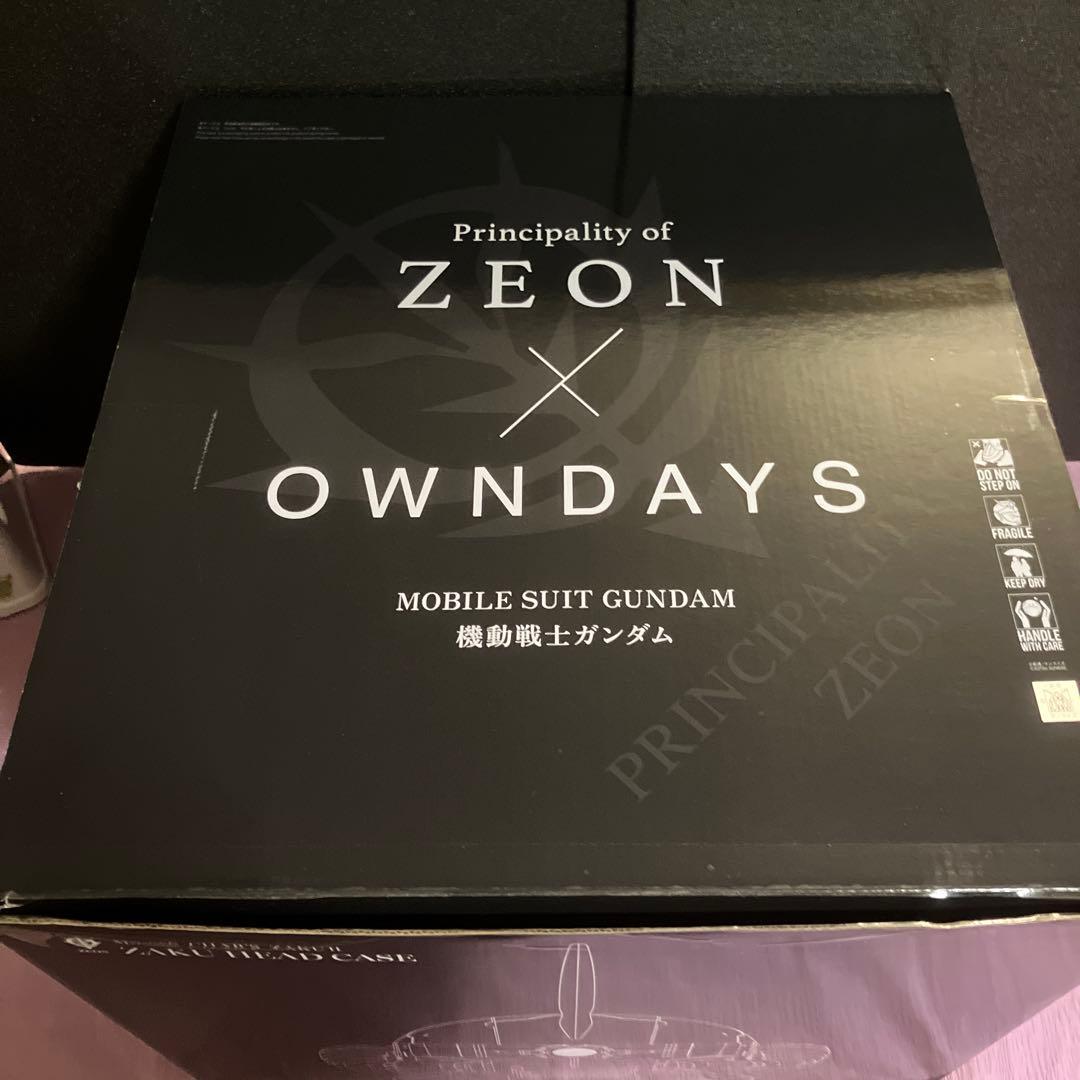 Principality of
ZEON
×
OWNDAYS
MOBILE SUIT GUNDAM
機動戦士ガンダム
PRINCIPALITY
ZEON
DO NOT
STEP ON
FRAGILE
KEEP DRY
HANDLE
WITH CARE
ZAKU HEAD CASE